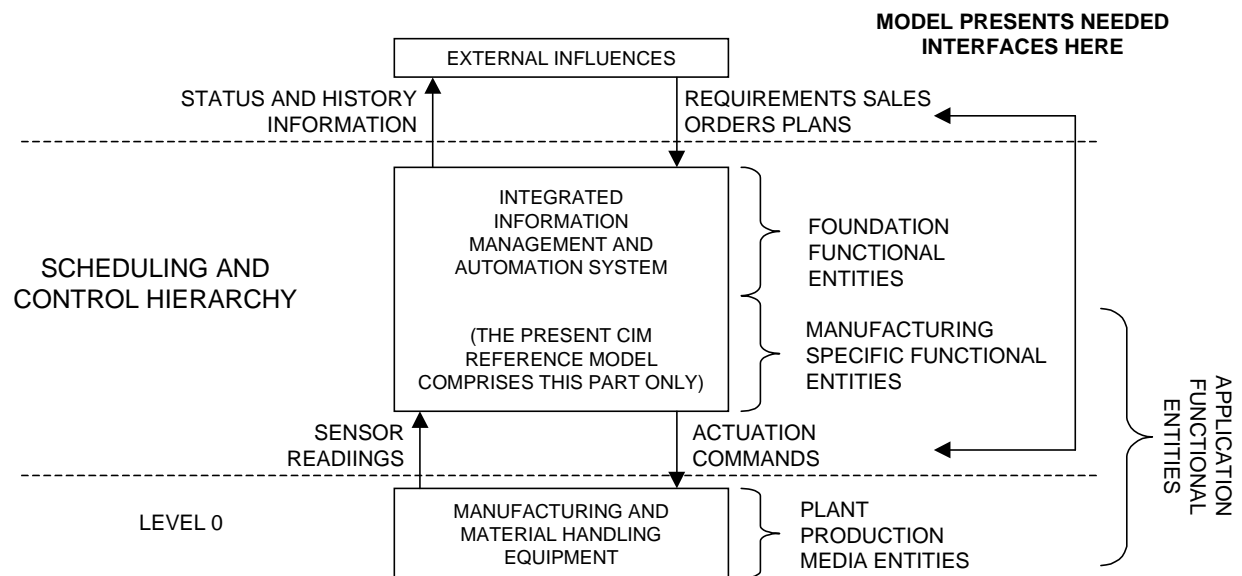 MODEL PRESENTS NEEDED
INTERFACES HERE
EXTERNAL INFLUENCES
STATUS AND HISTORY
INFORMATION
REQUIREMENTS SALES
ORDERS PLANS
INTEGRATED
INFORMATION
MANAGEMENT AND
AUTOMATION SYSTEM
(THE PRESENT CIM
REFERENCE MODEL
COMPRISES THIS PART ONLY)
FOUNDATION
FUNCTIONAL
ENTITIES
SCHEDULING AND
CONTROL HIERARCHY
MANUFACTURING
SPECIFIC FUNCTIONAL
ENTITIES
APPLICATION
FUNCTIONAL
ENTITIES
SENSOR
READIINGS
ACTUATION
COMMANDS
LEVEL 0
MANUFACTURING AND
MATERIAL HANDLING
EQUIPMENT
PLANT
PRODUCTION
MEDIA ENTITIES